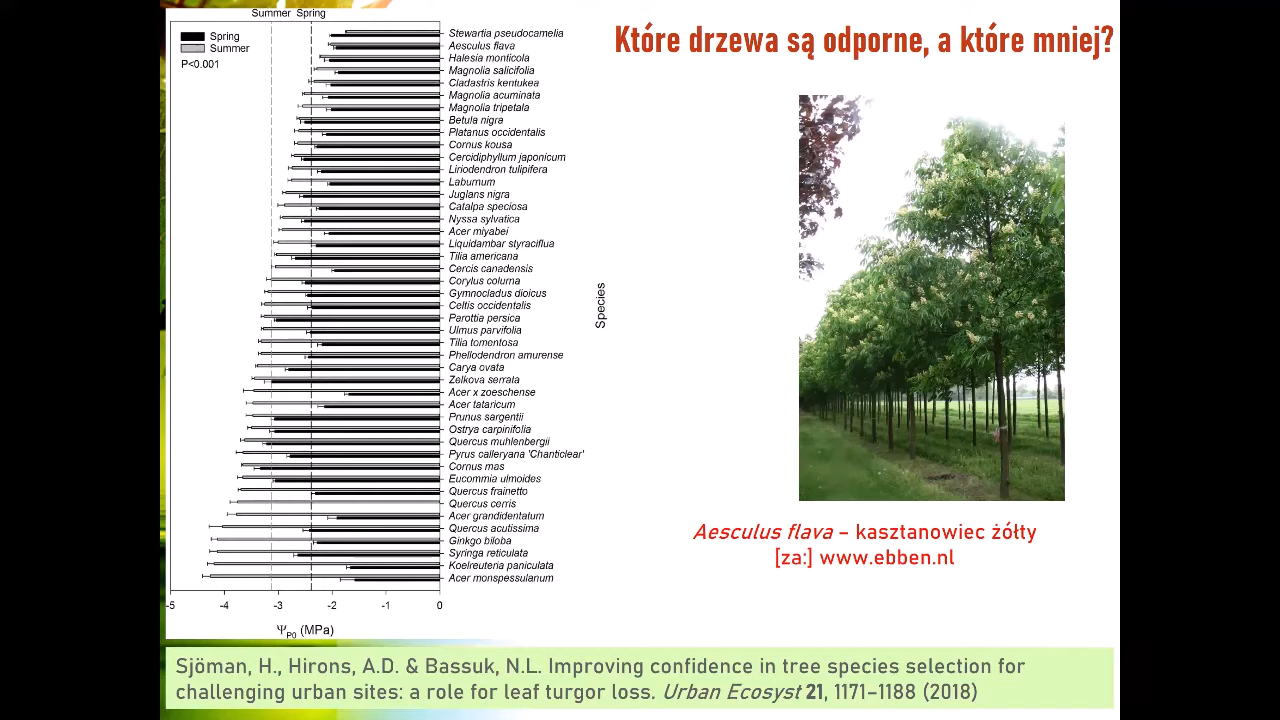 Summer Spring
Spring
Summer
P<0.001
Stewartia pseudocamelia
Aesculus flava
Halesia monticola
Magnolia salicifolia
Cladastris kentukea
Magnolia acuminata
Magnolia tripetala
Betula nigra
Platanus occidentalis
Cornus kousa
Cercidiphyllum japonicum
Liriodendron tulipifera
Laburnum
Juglans nigra
Catalpa speciosa
Nyssa sylvatica
Acer miyabei
Liquidambar styraciflua
Tilia americana
Cercis canadensis
Corylus colurna
Gymnocladus dioicus
Celtis occidentalis
Parottia persica
Ulmus parvifolia
Tilia tomentosa
Phellodendron amurense
Carya ovata
Zelkova serrata
Acer x zoeschense
Acer tataricum
Prunus sargentii
Ostrya carpinifolia
Quercus muhlenbergii
Pyrus calleryana 'Chanticlear'
Cornus mas
Eucommia ulmoides
Quercus frainetto
Quercus cerris
Acer grandidentatum
Quercus acutissima
Ginkgo biloba
Syringa reticulata
Koelreuteria paniculata
Acer monspessulanum
Species
-5 -4 -3 -2 -1 0
ΨP0 (MPa)
Które drzewa są odporne, a które mniej?
Aesculus flava – kasztanowiec żółty
[za:] www.ebben.nl
Sjöman, H., Hirons, A.D. & Bassuk, N.L. Improving confidence in tree species selection for
challenging urban sites: a role for leaf turgor loss. Urban Ecosyst 21, 1171–1188 (2018)